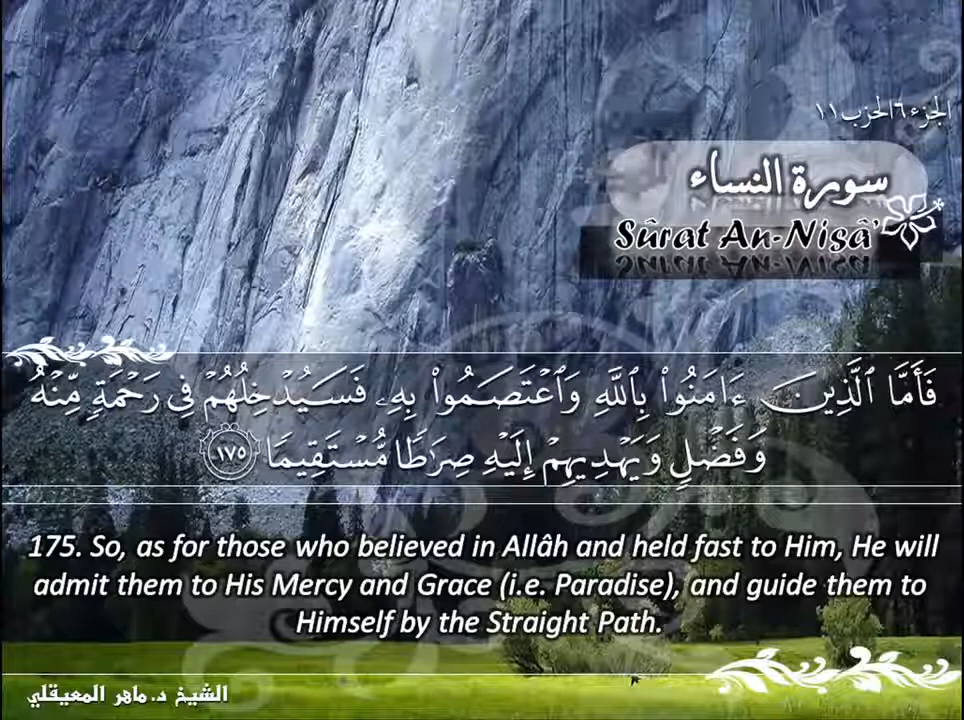 الجزء ٦ الحزب ١١
سورة النساء
Sûrat An-Nisâ'
فَأَمَّا ٱلَّذِينَ ءَامَنُوا۟ بِٱللَّهِ وَٱعْتَصَمُوا۟ بِهِۦ فَسَيُدْخِلُهُمْ فِى رَحْمَةٍ مِّنْهُ
وَفَضْلٍ وَيَهْدِيهِمْ إِلَيْهِ صِرَٰطًا مُّسْتَقِيمًا ١٧٥
175. So, as for those who believed in Allâh and held fast to Him, He will
admit them to His Mercy and Grace (i.e. Paradise), and guide them to
Himself by the Straight Path.
الشيخ د. ماهر المعيقلي